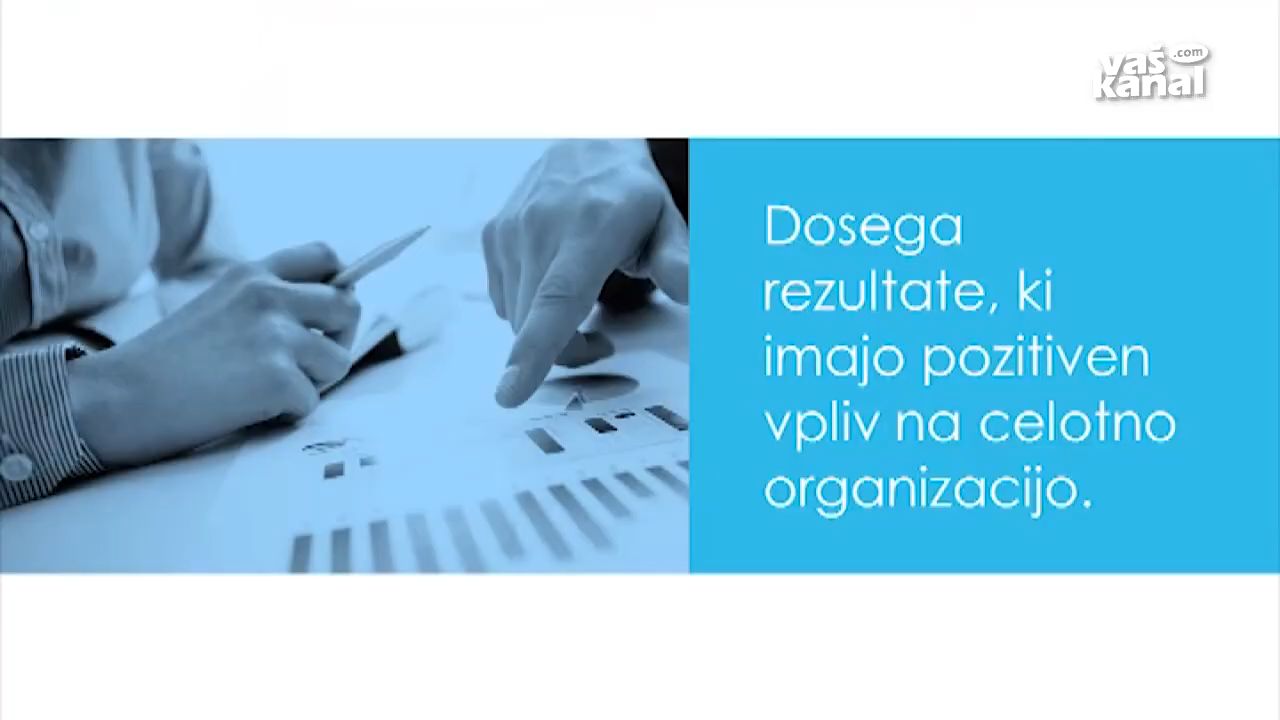 vaš
.com
kanal
Dosega
rezultate, ki
imajo pozitiven
vpliv na celotno
organizacijo.